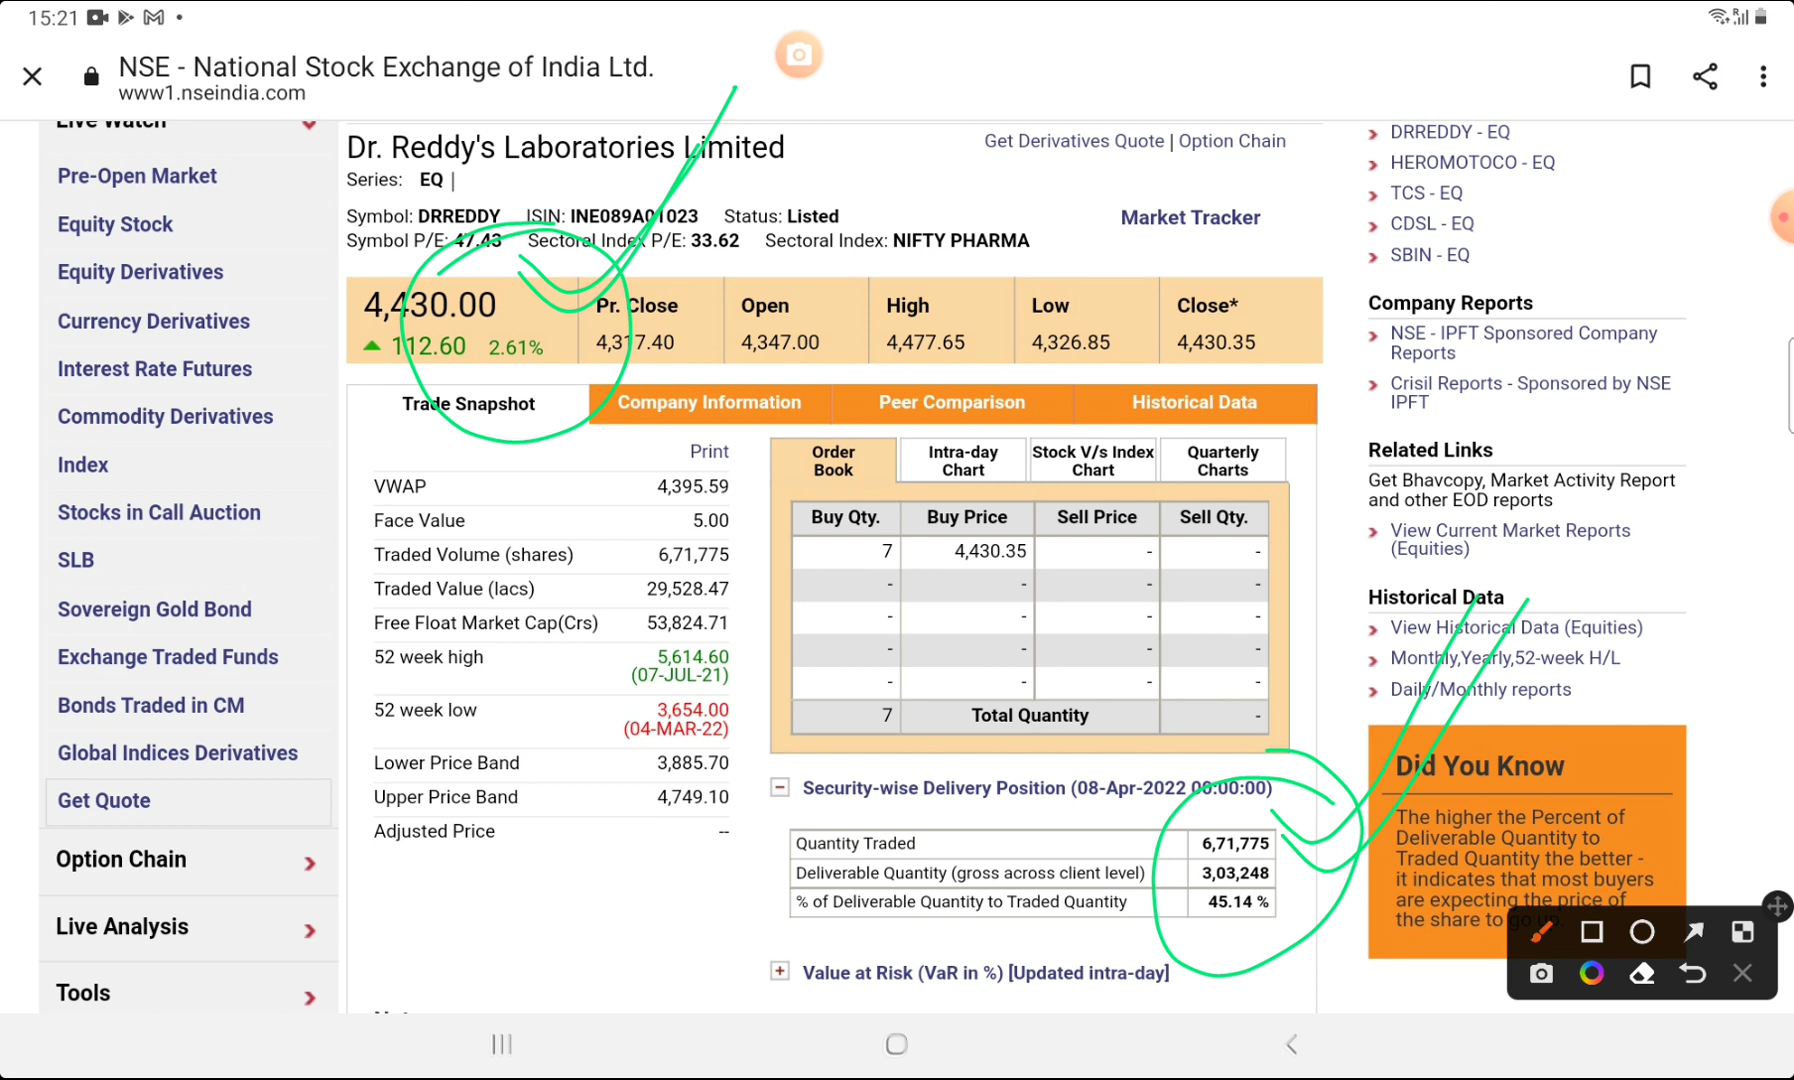 15:21
NSE - National Stock Exchange of India Ltd.
www1.nseindia.com
Live Watch
Pre-Open Market
Equity Stock
Equity Derivatives
Currency Derivatives
Interest Rate Futures
Commodity Derivatives
Index
Stocks in Call Auction
SLB
Sovereign Gold Bond
Exchange Traded Funds
Bonds Traded in CM
Global Indices Derivatives
Get Quote
Option Chain
Live Analysis
Tools
Dr. Reddy's Laboratories Limited
Get Derivatives Quote | Option Chain
Series: EQ |
Symbol: DRREDDY ISIN: INE089A01023 Status: Listed
Market Tracker
Symbol P/E: 47.43 Sectoral Index P/E: 33.62 Sectoral Index: NIFTY PHARMA
4,430.00 Pr. Close Open High Low Close*
112.60 2.61% 4,317.40 4,347.00 4,477.65 4,326.85 4,430.35
Trade Snapshot Company Information Peer Comparison Historical Data
Print
VWAP 4,395.59
Face Value 5.00
Traded Volume (shares) 6,71,775
Traded Value (lacs) 29,528.47
Free Float Market Cap(Crs) 53,824.71
52 week high 5,614.60
(07-JUL-21)
52 week low 3,654.00
(04-MAR-22)
Lower Price Band 3,885.70
Upper Price Band 4,749.10
Adjusted Price --
Order Intra-day Stock V/s Index Quarterly
Book Chart Chart Charts
Buy Qty. Buy Price Sell Price Sell Qty.
7 4,430.35 - -
- - - -
- - - -
- - - -
- - - -
7 Total Quantity -
Security-wise Delivery Position (08-Apr-2022 00:00:00)
Quantity Traded 6,71,775
Deliverable Quantity (gross across client level) 3,03,248
% of Deliverable Quantity to Traded Quantity 45.14 %
Value at Risk (VaR in %) [Updated intra-day]
DRREDDY - EQ
HEROMOTOCO - EQ
TCS - EQ
CDSL - EQ
SBIN - EQ
Company Reports
NSE - IPFT Sponsored Company
Reports
Crisil Reports - Sponsored by NSE
IPFT
Related Links
Get Bhavcopy, Market Activity Report
and other EOD reports
View Current Market Reports
(Equities)
Historical Data
View Historical Data (Equities)
Monthly,Yearly,52-week H/L
Daily/Monthly reports
Did You Know
The higher the Percent of
Deliverable Quantity to
Traded Quantity the better -
it indicates that most buyers
are expecting the price of
the share to go up.